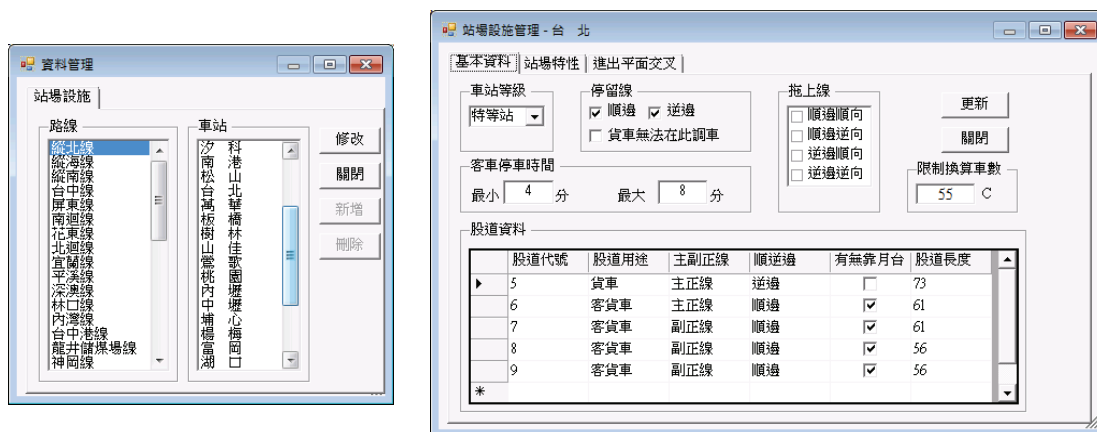 資料管理
站場設施
路線
縱北線
縱海線
縱南線
台中線
屏東線
南迴線
花東線
北迴線
宜蘭線
平溪線
深澳線
林口線
內灣線
台中港線
龍井儲煤場線
神岡線
車站
汐 科
南 港
松 山
台 北
萬 華
板 橋
樹 林
山 佳
鶯 歌
桃 園
內 壢
中 壢
埔 心
楊 梅
富 岡
湖 口
修改
關閉
新增
刪除
站場設施管理 - 台 北
基本資料 站場特性 進出平面交叉
車站等級
特等站
停留線
順邊 逆邊
貨車無法在此調車
拖上線
順邊順向
順邊逆向
逆邊順向
逆邊逆向
更新
關閉
客車停車時間
最小 4 分 最大 8 分
限制換算車數
55 C
股道資料
股道代號 股道用途 主副正線 順逆邊 有無靠月台 股道長度
5 貨車 主正線 逆邊 73
6 客貨車 主正線 順邊 61
7 客貨車 副正線 順邊 61
8 客貨車 副正線 順邊 56
9 客貨車 副正線 順邊 56